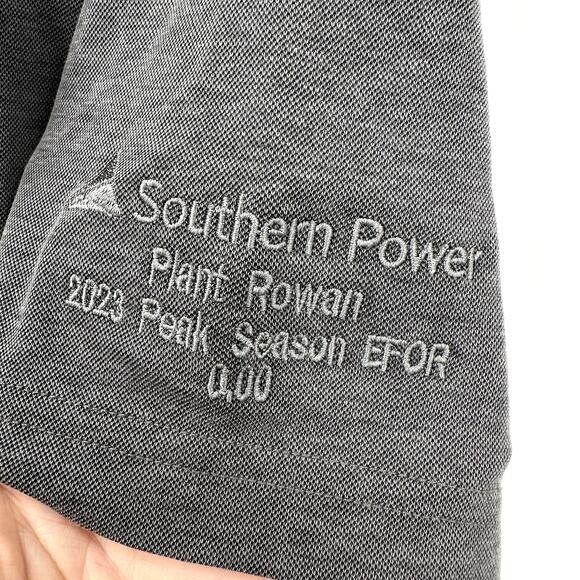 Southern Power
Plant Rowan
2023 Peak Season EFOR
0.00